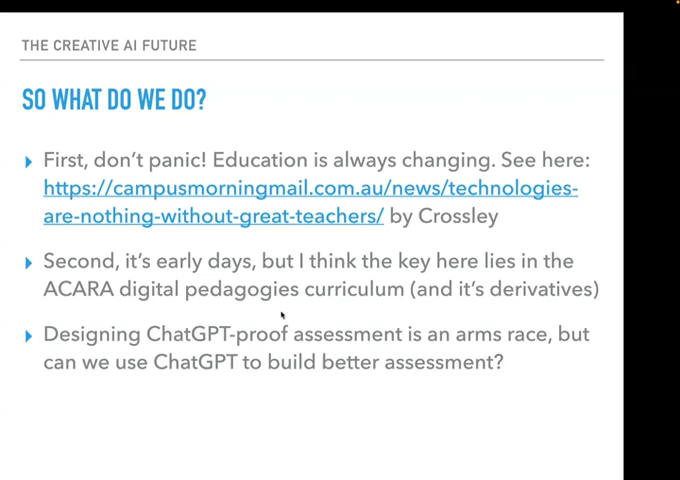 THE CREATIVE AI FUTURE
SO WHAT DO WE DO?
First, don't panic! Education is always changing. See here:
https://campusmorningmail.com.au/news/technologies-
are-nothing-without-great-teachers/ by Crossley
Second, it's early days, but I think the key here lies in the
ACARA digital pedagogies curriculum (and it's derivatives)
Designing ChatGPT-proof assessment is an arms race, but
can we use ChatGPT to build better assessment?